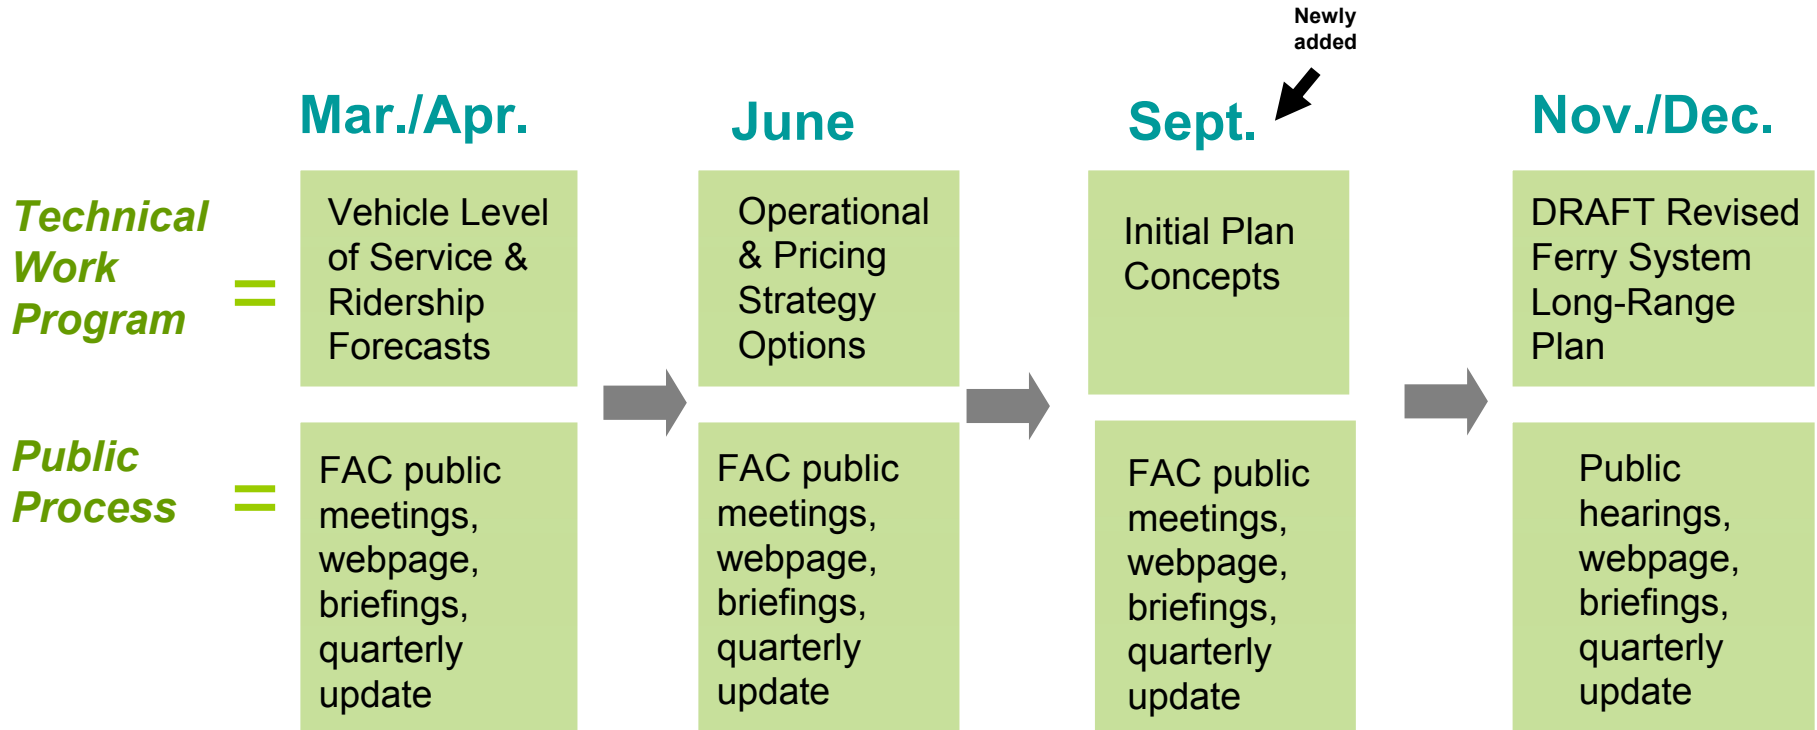 Newly
added
Mar./Apr.
June
Sept.
Nov./Dec.
Technical
Work
Program
=
Vehicle Level
of Service &
Ridership
Forecasts
Operational
& Pricing
Strategy
Options
Initial Plan
Concepts
DRAFT Revised
Ferry System
Long-Range
Plan
Public
Process
=
FAC public
meetings,
webpage,
briefings,
quarterly
update
FAC public
meetings,
webpage,
briefings,
quarterly
update
FAC public
meetings,
webpage,
briefings,
quarterly
update
Public
hearings,
webpage,
briefings,
quarterly
update